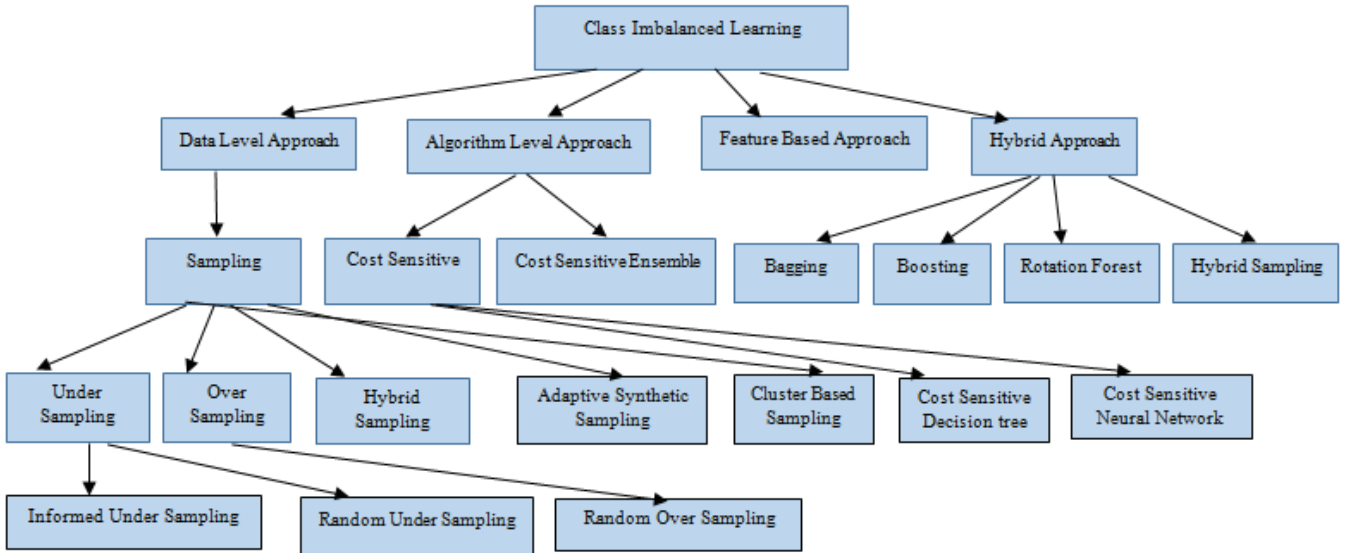 Class Imbalanced Learning
Data Level Approach
Algorithm Level Approach
Feature Based Approach
Hybrid Approach
Sampling
Cost Sensitive
Cost Sensitive Ensemble
Bagging
Boosting
Rotation Forest
Hybrid Sampling
Under
Sampling
Over
Sampling
Hybrid
Sampling
Adaptive Synthetic
Sampling
Cluster Based
Sampling
Cost Sensitive
Decision tree
Cost Sensitive
Neural Network
Informed Under Sampling
Random Under Sampling
Random Over Sampling